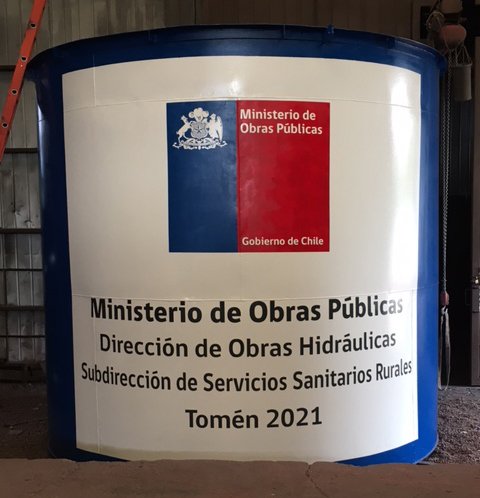 Ministerio de
Obras Públicas
Gobierno de Chile
Ministerio de Obras Públicas
Dirección de Obras Hidráulicas
Subdirección de Servicios Sanitarios Rurales
Tomén 2021